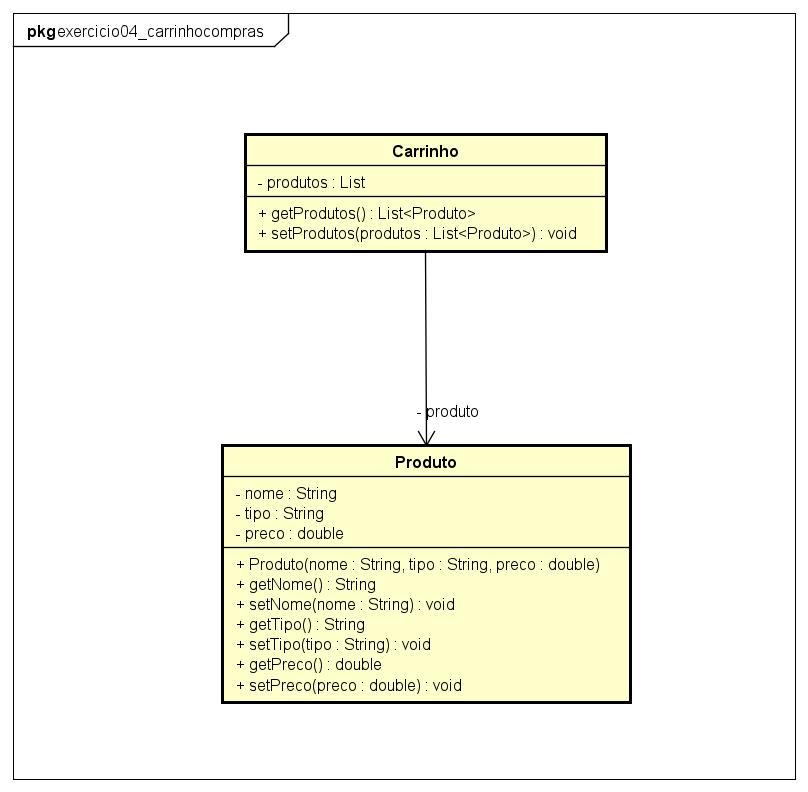 pkg exercicio04_carrinhocompras
Carrinho
- produtos : List
+ getProdutos() : List<Produto>
+ setProdutos(produtos : List<Produto>) : void
- produto
Produto
- nome : String
- tipo : String
- preco : double
+ Produto(nome : String, tipo : String, preco : double)
+ getNome() : String
+ setNome(nome : String) : void
+ getTipo() : String
+ setTipo(tipo : String) : void
+ getPreco() : double
+ setPreco(preco : double) : void